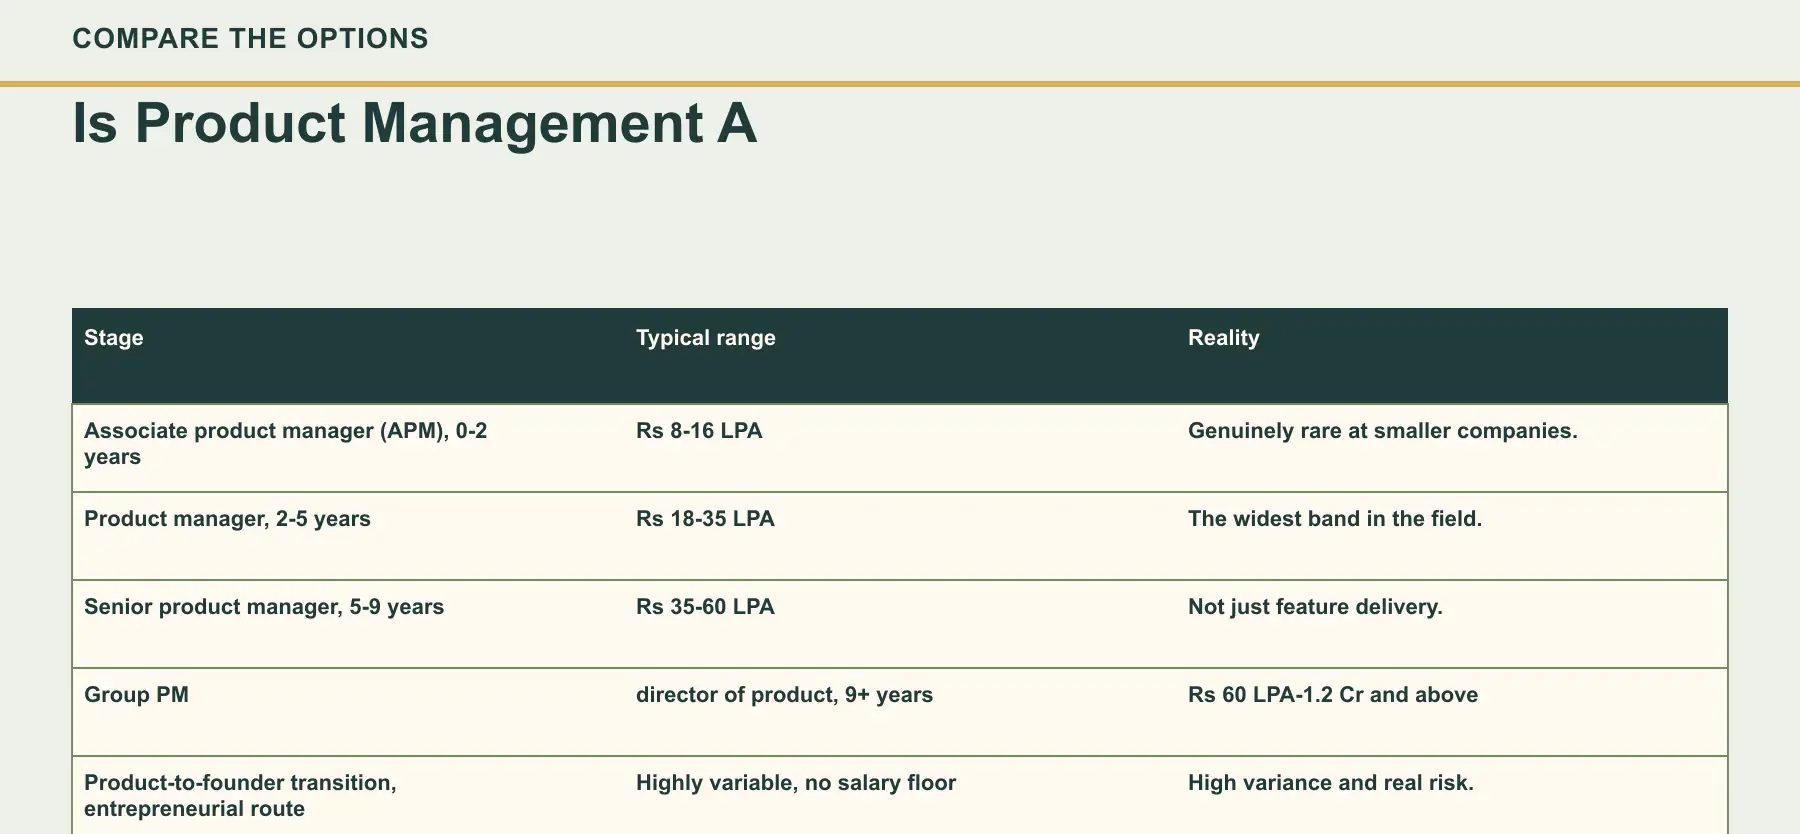 COMPARE THE OPTIONS
Is Product Management A
Stage Typical range Reality
Associate product manager (APM), 0-2 Rs 8-16 LPA Genuinely rare at smaller companies.
years
Product manager, 2-5 years Rs 18-35 LPA The widest band in the field.
Senior product manager, 5-9 years Rs 35-60 LPA Not just feature delivery.
Group PM director of product, 9+ years Rs 60 LPA-1.2 Cr and above
Product-to-founder transition, Highly variable, no salary floor High variance and real risk.
entrepreneurial route